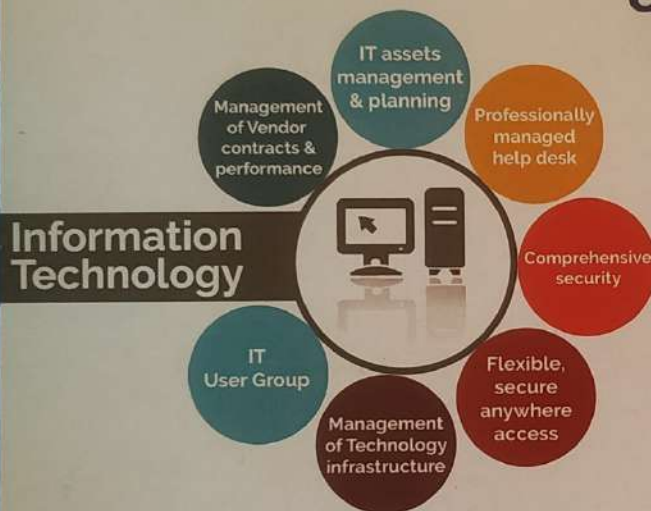 Information
Technology
Management
of Vendor
contracts &
performance
IT assets
management
& planning
Professionally
managed
help desk
Comprehensive
security
Flexible,
secure
anywhere
access
Management
of Technology
infrastructure
IT
User Group